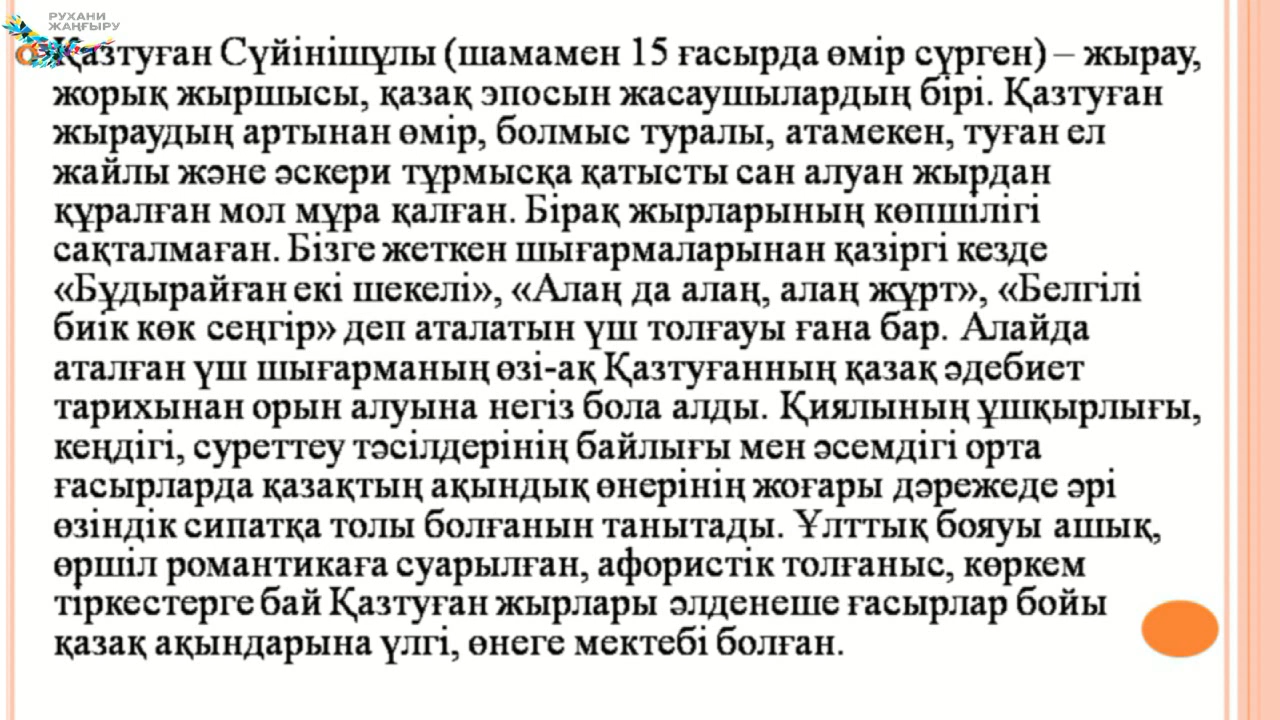 РУХАНИ
ЖАҢҒЫРУ
Қазтуған Сүйінішұлы (шамамен 15 ғасырда өмір сүрген) – жырау,
жорық жыршысы, қазақ эпосын жасаушылардың бірі. Қазтуған
жыраудың артынан өмір, болмыс туралы, атамекен, туған ел
жайлы және әскери тұрмысқа қатысты сан алуан жырдан
құралған мол мұра қалған. Бірақ жырларының көпшілігі
сақталмаған. Бізге жеткен шығармаларынан қазіргі кезде
«Бұдырайған екі шекелі», «Алаң да алаң, алаң жұрт», «Белгілі
биік көк сеңгір» деп аталатын үш толғауы ғана бар. Алайда
аталған үш шығарманың өзі-ақ Қазтуғанның қазақ әдебиет
тарихынан орын алуына негіз бола алды. Қиялының ұшқырлығы,
кеңдігі, суреттеу тәсілдерінің байлығы мен әсемдігі орта
ғасырларда қазақтың ақындық өнерінің жоғары дәрежеде әрі
өзіндік сипатқа толы болғанын танытады. Ұлттық бояуы ашық,
өршіл романтикаға суарылған, афористік толғаныс, көркем
тіркестерге бай Қазтуған жырлары әлденеше ғасырлар бойы
қазақ ақындарына үлгі, өнеге мектебі болған.